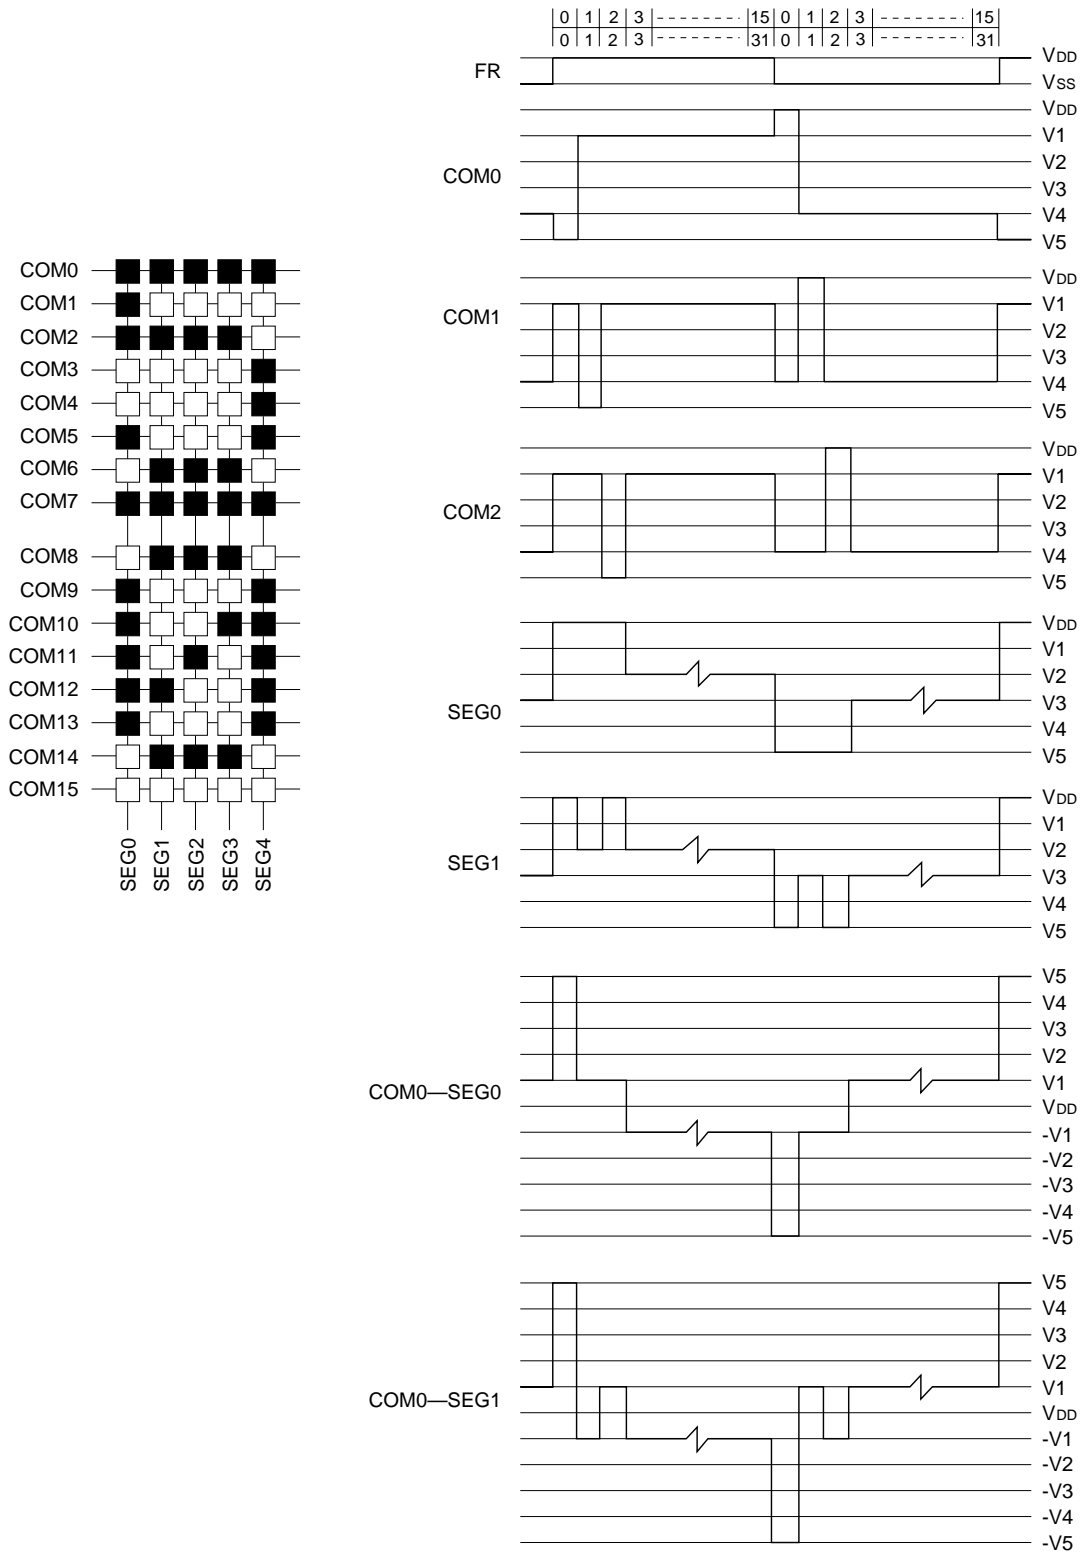 0 1 2 3 15 0 1 2 3 15
0 1 2 3 31 0 1 2 3 31
FR
VDD
VSS
COM0
VDD
V1
V2
V3
V4
V5
COM1
VDD
V1
V2
V3
V4
V5
COM2
VDD
V1
V2
V3
V4
V5
SEG0
VDD
V1
V2
V3
V4
V5
SEG1
VDD
V1
V2
V3
V4
V5
COM0—SEG0
V5
V4
V3
V2
V1
VDD
-V1
-V2
-V3
-V4
-V5
COM0—SEG1
V5
V4
V3
V2
V1
VDD
-V1
-V2
-V3
-V4
-V5
COM0
COM1
COM2
COM3
COM4
COM5
COM6
COM7
COM8
COM9
COM10
COM11
COM12
COM13
COM14
COM15
SEG0
SEG1
SEG2
SEG3
SEG4